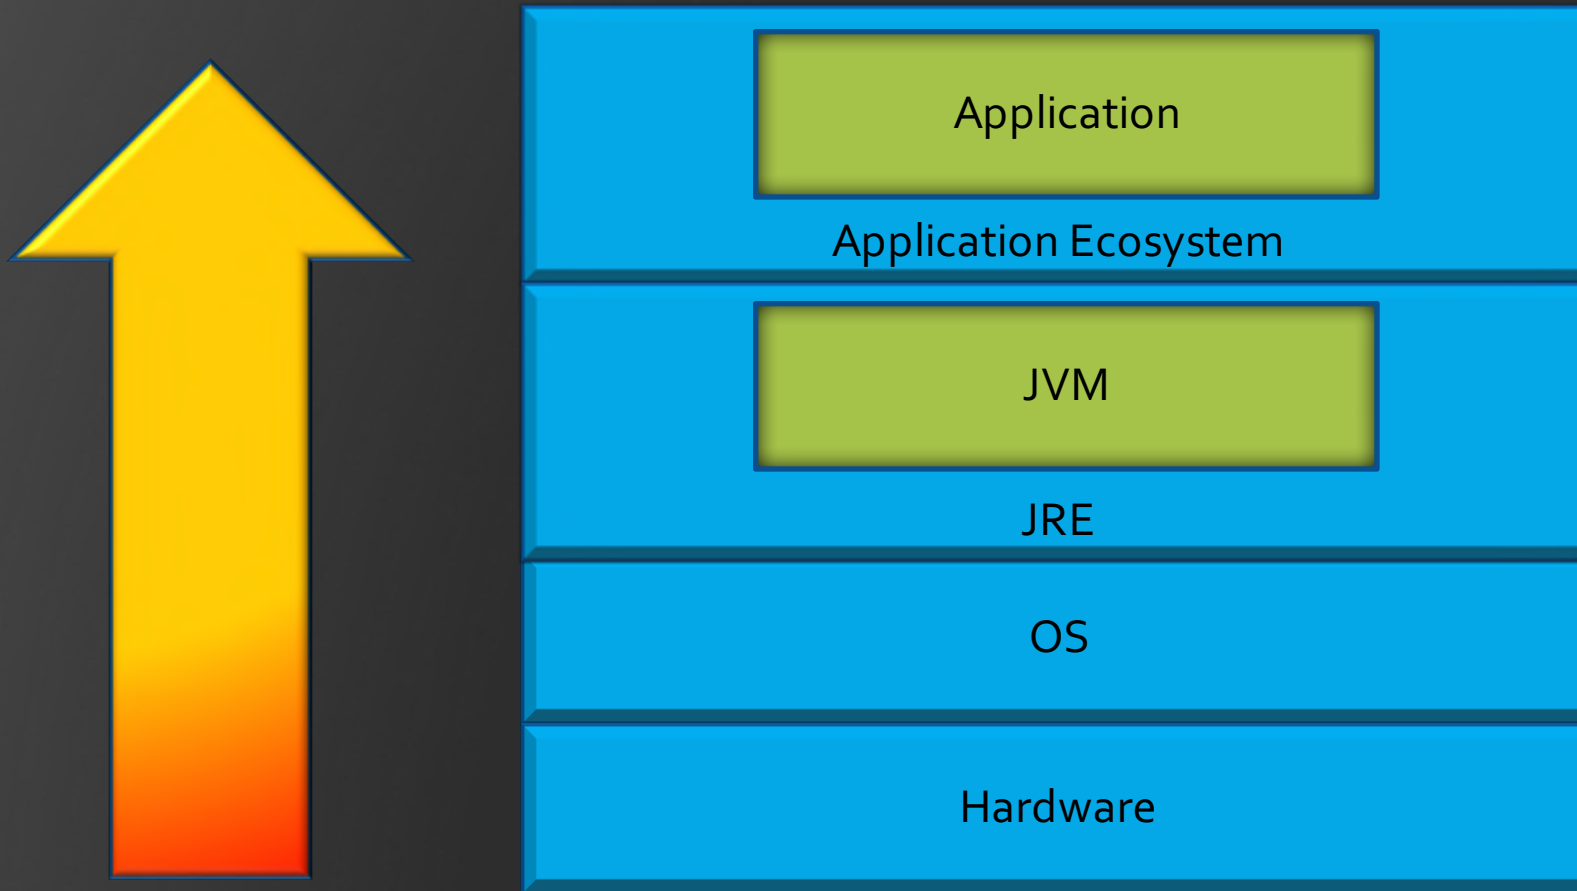 Application
Application Ecosystem
JVM
JRE
OS
Hardware